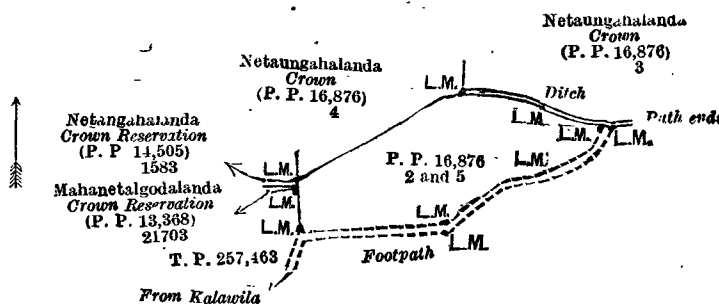 Netaungahalanda
Crown
(P. P. 16,876)
3
Netaungahalanda
Crown
(P. P. 16,876)
4
L.M.
Ditch
L.M.
L.M.
L.M.
Path ends
Netangahalanda
Crown Reservation
(P. P 14,505)
1583
L.M.
P. P. 16,876
2 and 5
L.M.
Mahanetalgodalanda
Crown Reservation
(P. P. 13,368)
21703
L.M.
L.M.
L.M.
L.M.
T. P. 257,463
Footpath
From Kalawila